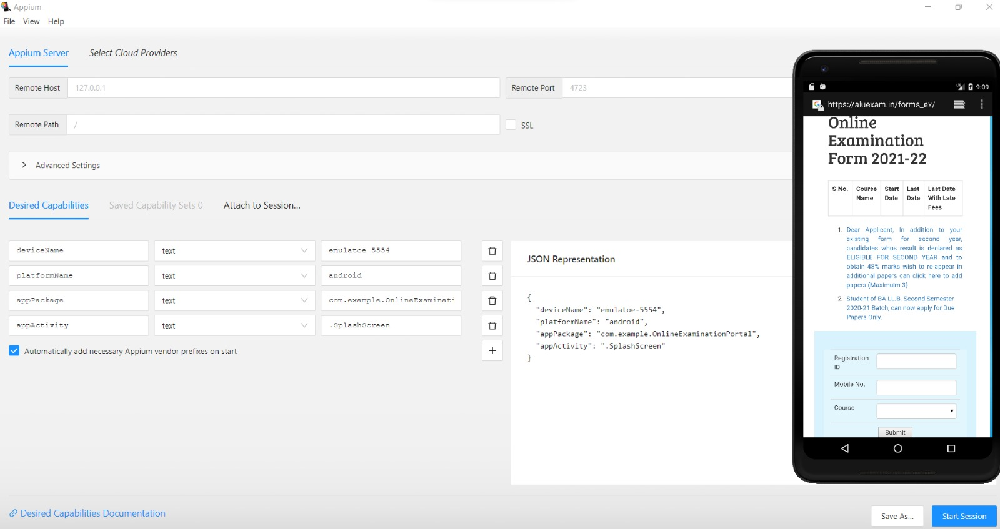 Appium
File View Help
Appium Server Select Cloud Providers
Remote Host 127.0.0.1 Remote Port 4723
Remote Path / SSL
Advanced Settings
Desired Capabilities Saved Capability Sets 0 Attach to Session...
deviceName text emulatoe-5554
platformName text android
appPackage text com.example.OnlineExaminat:
appActivity text .SplashScreen
Automatically add necessary Appium vendor prefixes on start
JSON Representation
{
"deviceName": "emulatoe-5554",
"platformName": "android",
"appPackage": "com.example.OnlineExaminationPortal",
"appActivity": ".SplashScreen"
}
9:09
https://aluexam.in/forms_ex/
Online
Examination
Form 2021-22
S.No. Course Start Last Last Date
Name Date Date With Late
Fees
1. Dear Applicant, In addition to your
existing form for second year,
candidates whos result is declared as
ELIGIBLE FOR SECOND YEAR and to
obtain 48% marks wish to re-appear in
additional papers can click here to add
papers.(Maximuim 3)
2. Student of BA.LL.B. Second Semester
2020-21 Batch, can now apply for Due
Papers Only.
Registration
ID
Mobile No.
Course
Submit
Desired Capabilities Documentation
Save As... Start Session